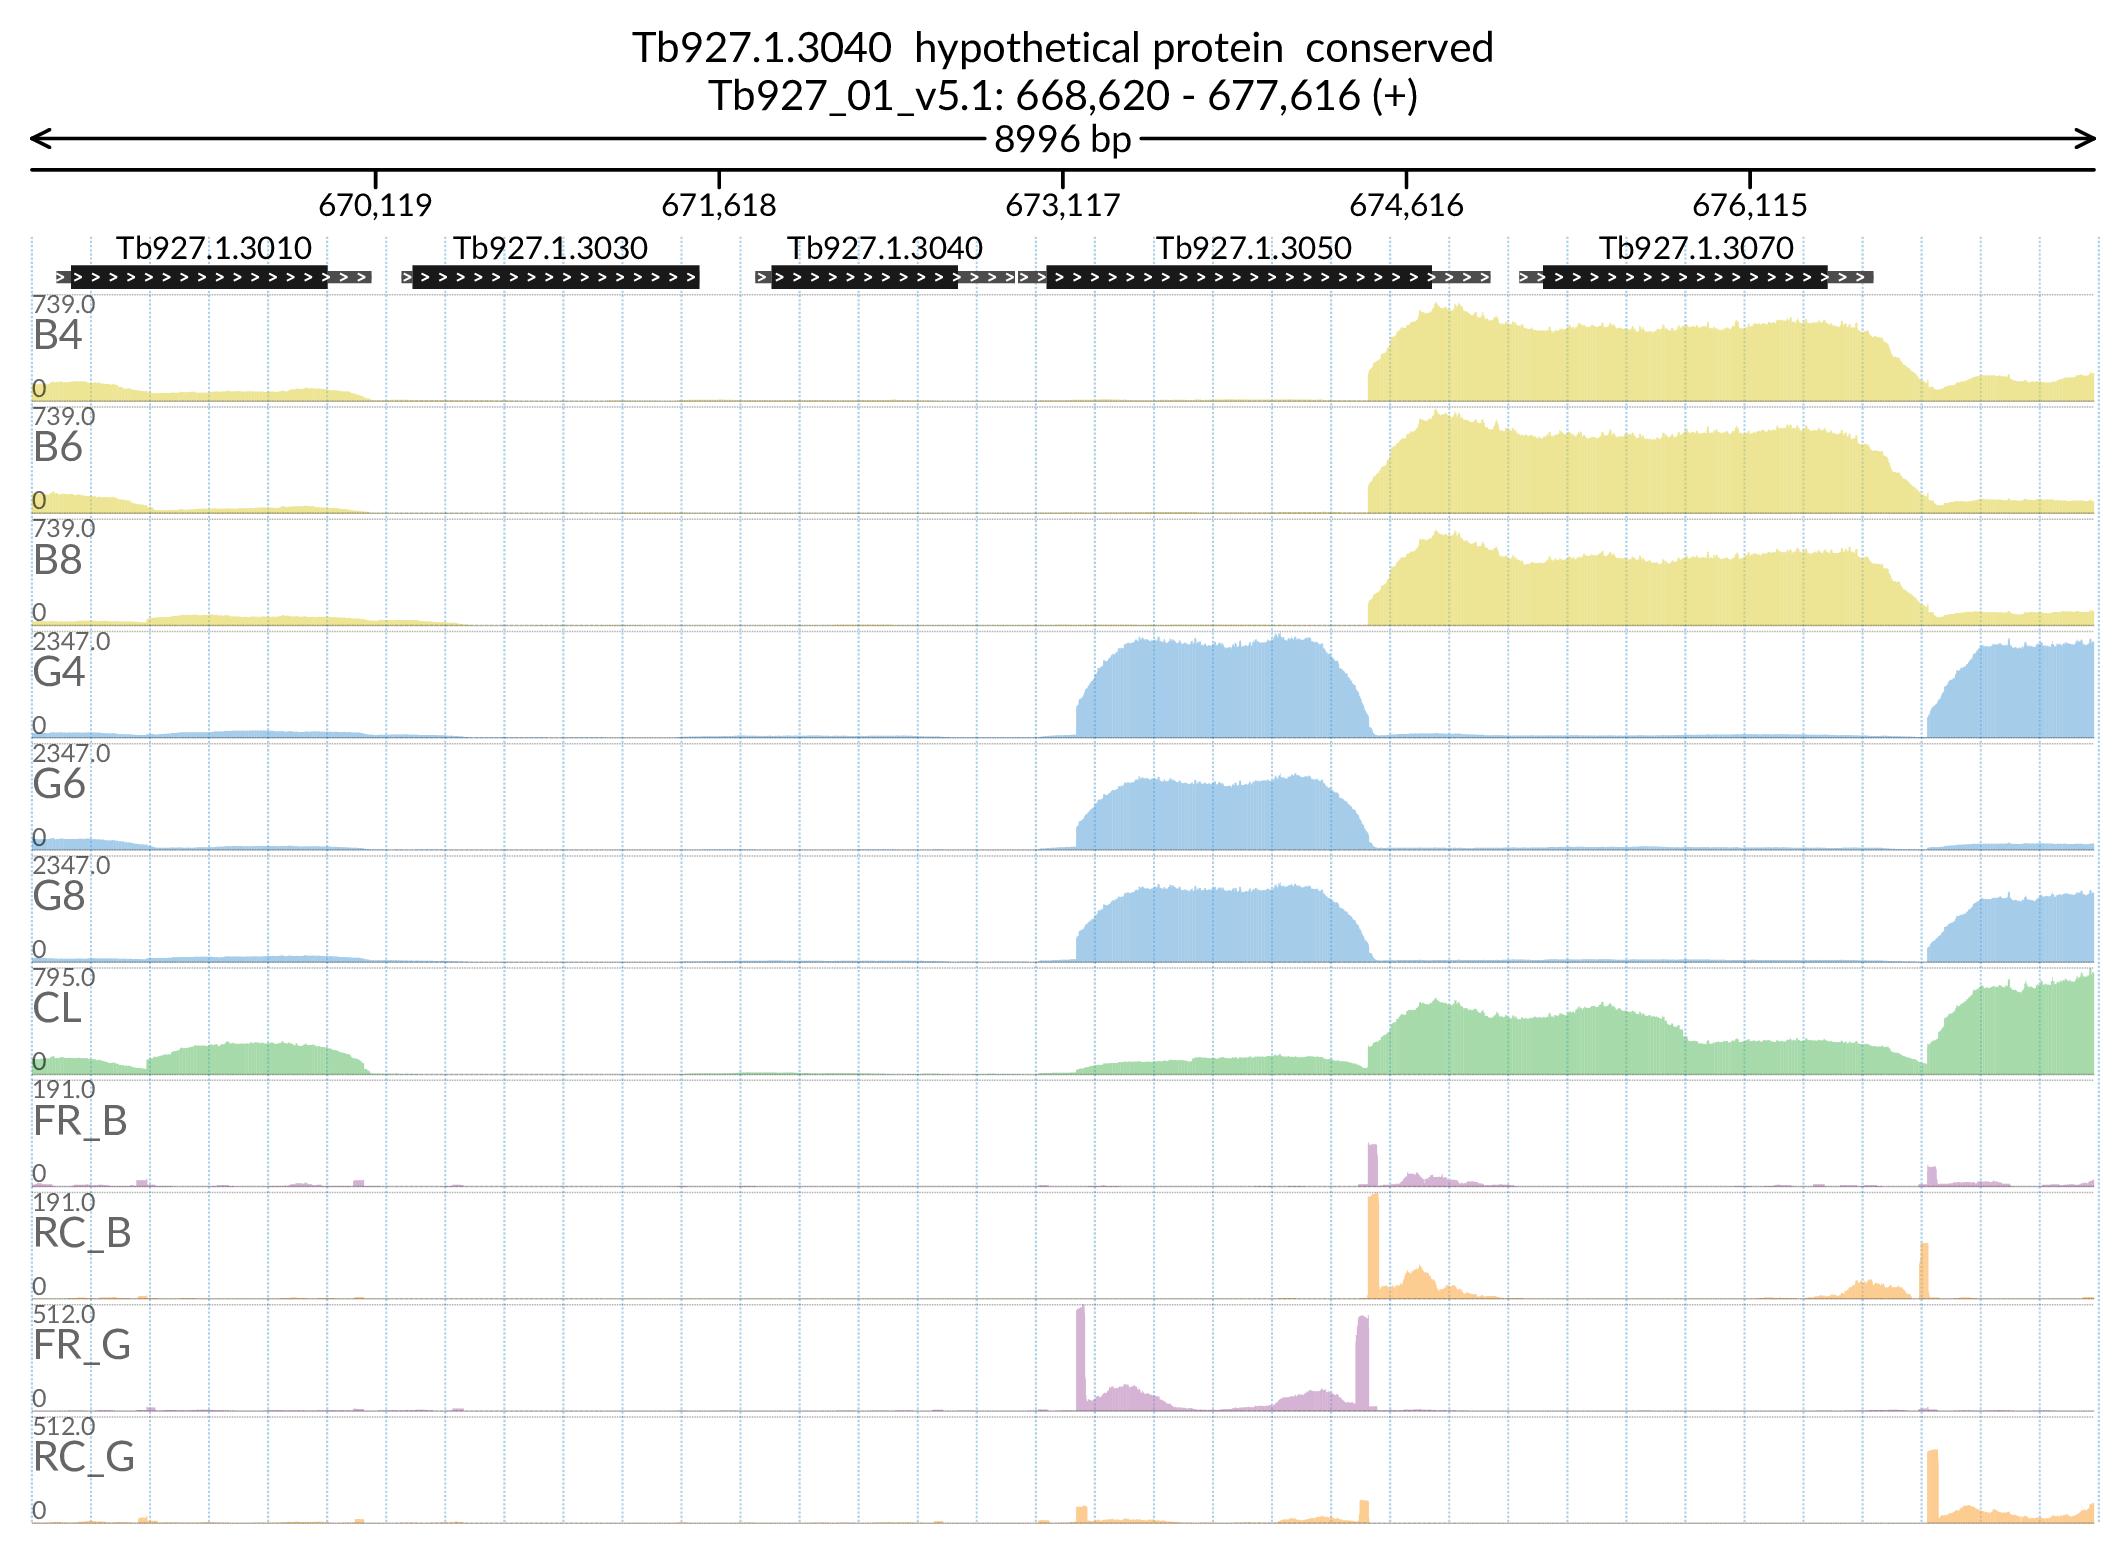 Tb927.1.3040 hypothetical protein conserved
Tb927_01_v5.1: 668,620 - 677,616 (+)
8996 bp
670,119 671,618 673,117 674,616 676,115
Tb927.1.3010 Tb927.1.3030 Tb927.1.3040 Tb927.1.3050 Tb927.1.3070
739.0
B4
0
739.0
B6
0
739.0
B8
0
2347.0
G4
0
2347.0
G6
0
2347.0
G8
0
795.0
CL
0
191.0
FR_B
0
191.0
RC_B
0
512.0
FR_G
0
512.0
RC_G
0